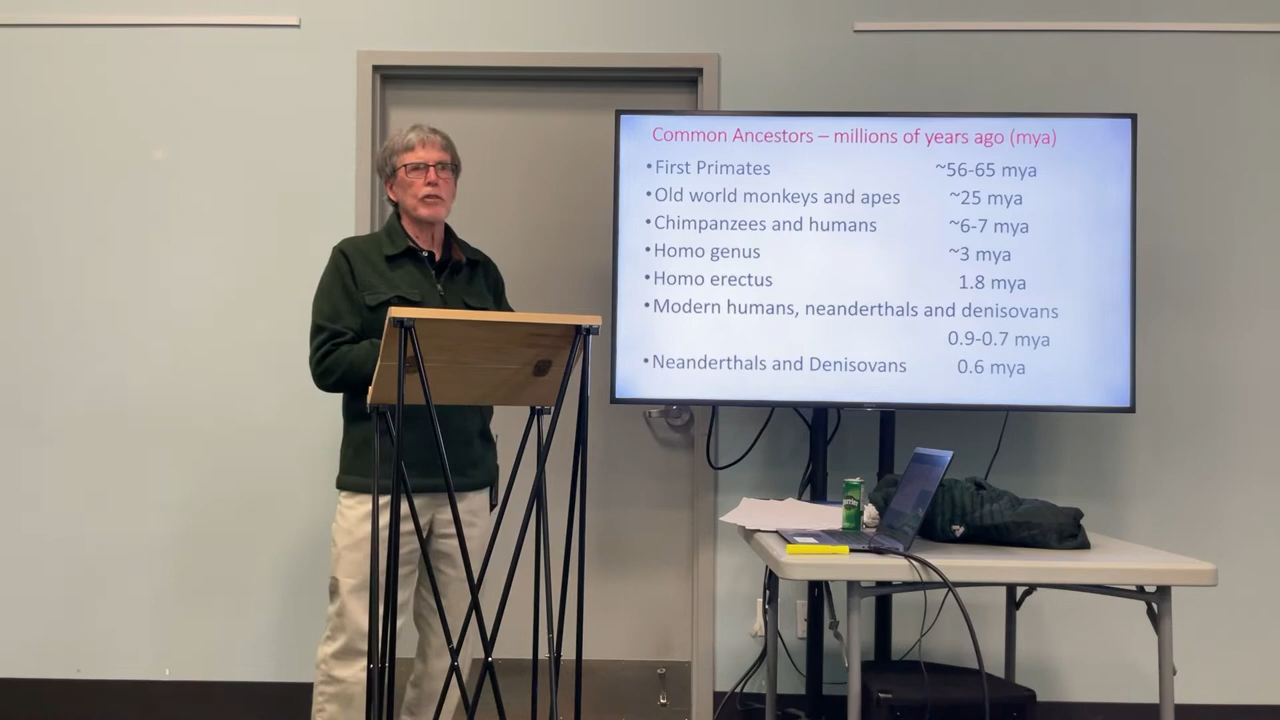 Common Ancestors – millions of years ago (mya)
•First Primates ~56-65 mya
•Old world monkeys and apes ~25 mya
•Chimpanzees and humans ~6-7 mya
•Homo genus ~3 mya
•Homo erectus 1.8 mya
•Modern humans, neanderthals and denisovans
0.9-0.7 mya
•Neanderthals and Denisovans 0.6 mya